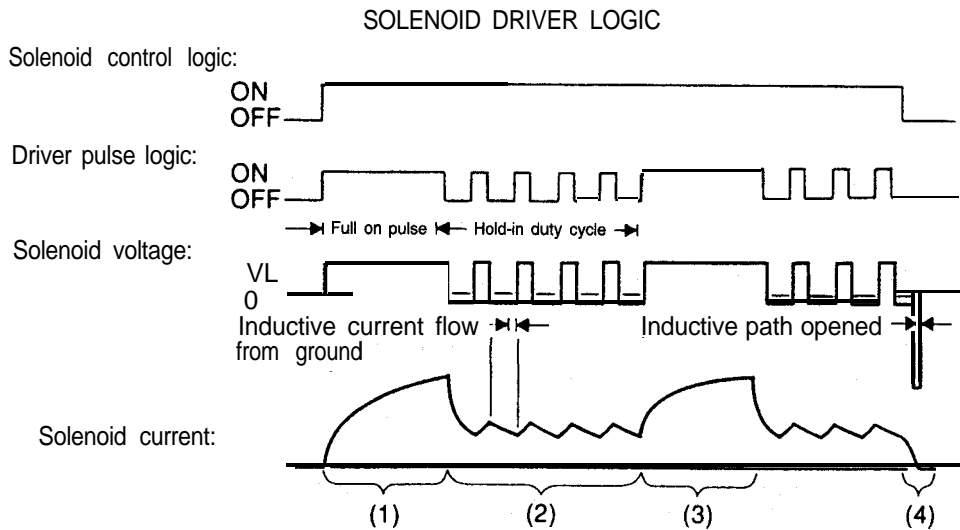 SOLENOID DRIVER LOGIC
Solenoid control logic:
ON
OFF
Driver pulse logic:
ON
OFF
Full on pulse
Hold-in duty cycle
Solenoid voltage:
VL
0
Inductive current flow
from ground
Inductive path opened
Solenoid current:
(1)
(2)
(3)
(4)